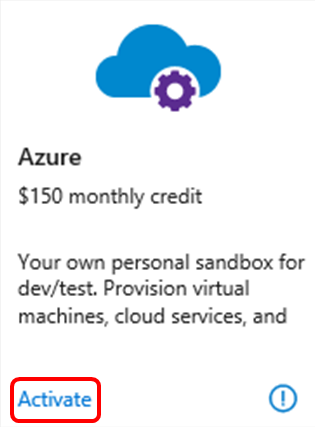 Azure
$150 monthly credit
Your own personal sandbox for
dev/test. Provision virtual
machines, cloud services, and
Activate